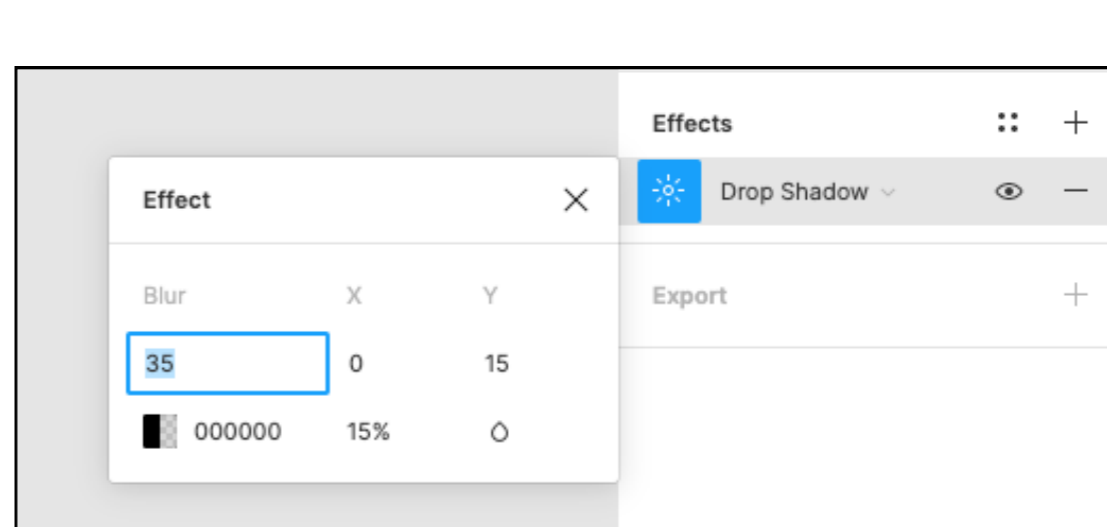 Effects
Drop Shadow
Export
Effect
Blur X Y
35 0 15
000000 15%